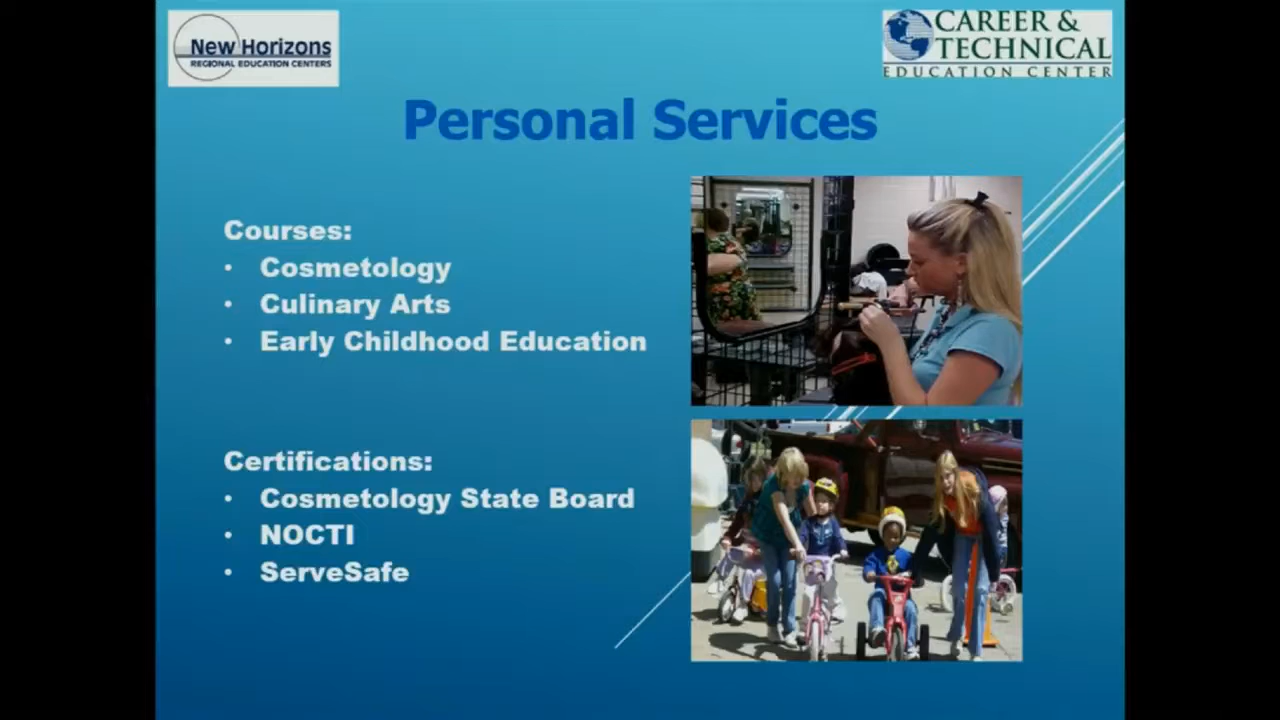 New Horizons
REGIONAL EDUCATION CENTERS
CAREER &
TECHNICAL
EDUCATION CENTER
Personal Services
Courses:
• Cosmetology
• Culinary Arts
• Early Childhood Education
Certifications:
• Cosmetology State Board
• NOCTI
• ServeSafe